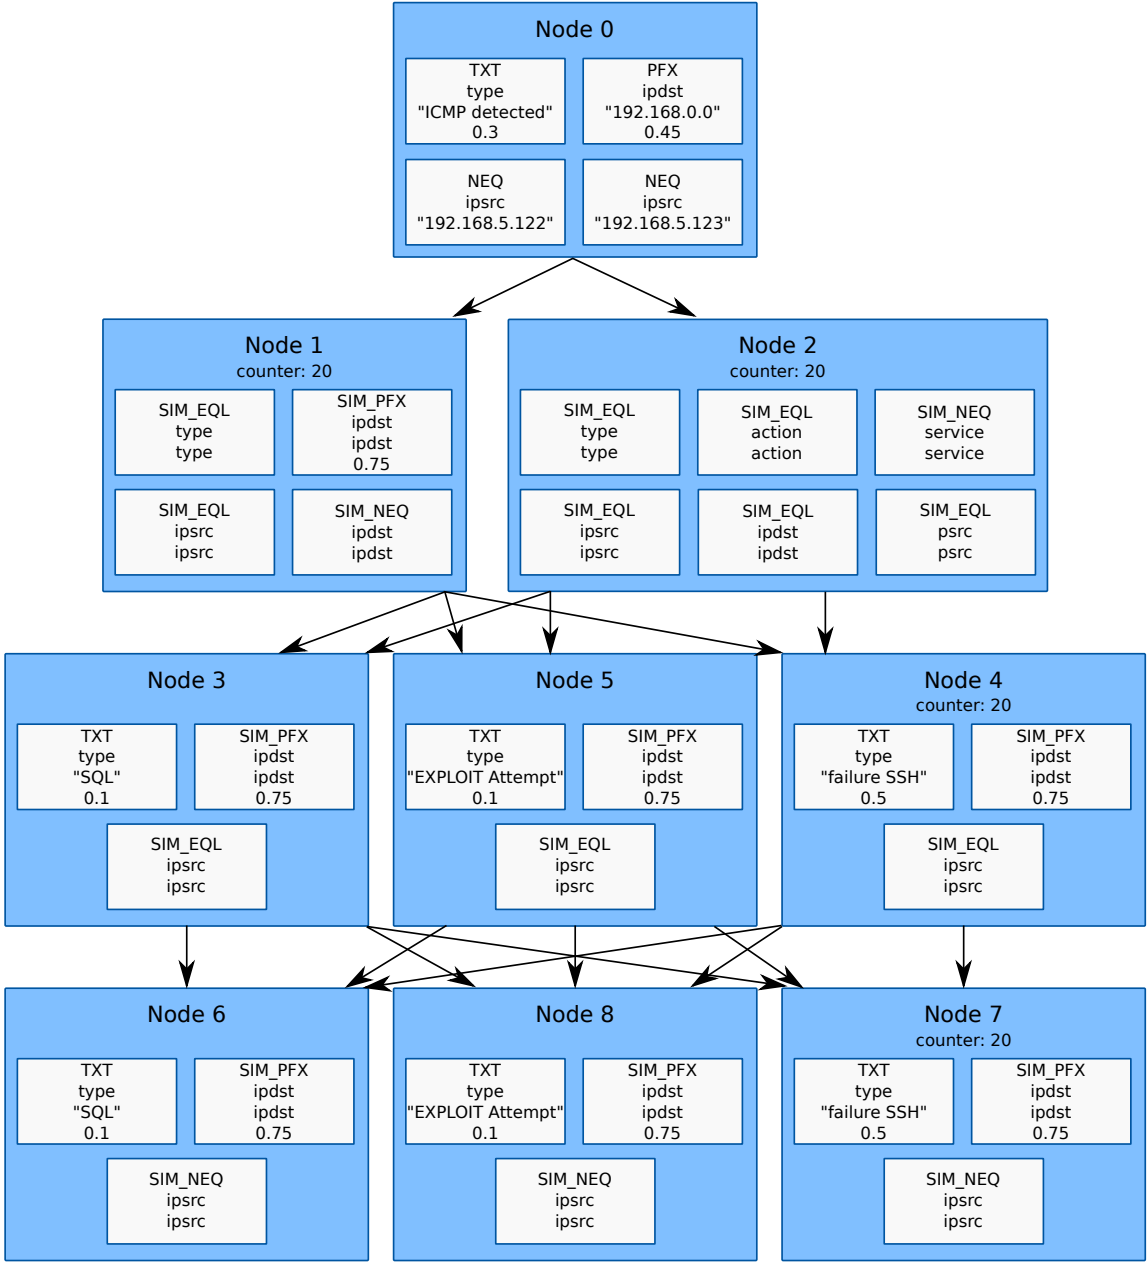 Node 0
TXT
type
"ICMP detected"
0.3
PFX
ipdst
"192.168.0.0"
0.45
NEQ
ipsrc
"192.168.5.122"
NEQ
ipsrc
"192.168.5.123"
Node 1
counter: 20
SIM_EQL
type
type
SIM_PFX
ipdst
ipdst
0.75
SIM_EQL
ipsrc
ipsrc
SIM_NEQ
ipdst
ipdst
Node 2
counter: 20
SIM_EQL
type
type
SIM_EQL
action
action
SIM_NEQ
service
service
SIM_EQL
ipsrc
ipsrc
SIM_EQL
ipdst
ipdst
SIM_EQL
psrc
psrc
Node 3
TXT
type
"SQL"
0.1
SIM_PFX
ipdst
ipdst
0.75
SIM_EQL
ipsrc
ipsrc
Node 5
TXT
type
"EXPLOIT Attempt"
0.1
SIM_PFX
ipdst
ipdst
0.75
SIM_EQL
ipsrc
ipsrc
Node 4
counter: 20
TXT
type
"failure SSH"
0.5
SIM_PFX
ipdst
ipdst
0.75
SIM_EQL
ipsrc
ipsrc
Node 6
TXT
type
"SQL"
0.1
SIM_PFX
ipdst
ipdst
0.75
SIM_NEQ
ipsrc
ipsrc
Node 8
TXT
type
"EXPLOIT Attempt"
0.1
SIM_PFX
ipdst
ipdst
0.75
SIM_NEQ
ipsrc
ipsrc
Node 7
counter: 20
TXT
type
"failure SSH"
0.5
SIM_PFX
ipdst
ipdst
0.75
SIM_NEQ
ipsrc
ipsrc